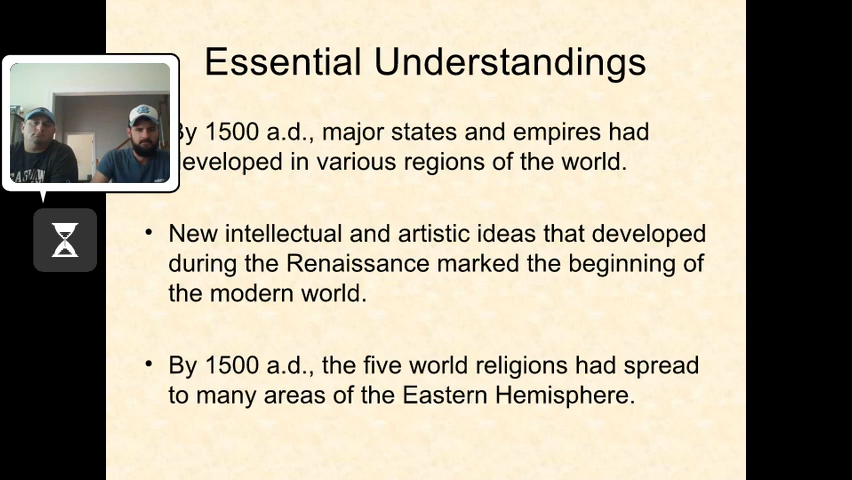 Essential Understandings
By 1500 a.d., major states and empires had
developed in various regions of the world.
• New intellectual and artistic ideas that developed
during the Renaissance marked the beginning of
the modern world.
• By 1500 a.d., the five world religions had spread
to many areas of the Eastern Hemisphere.